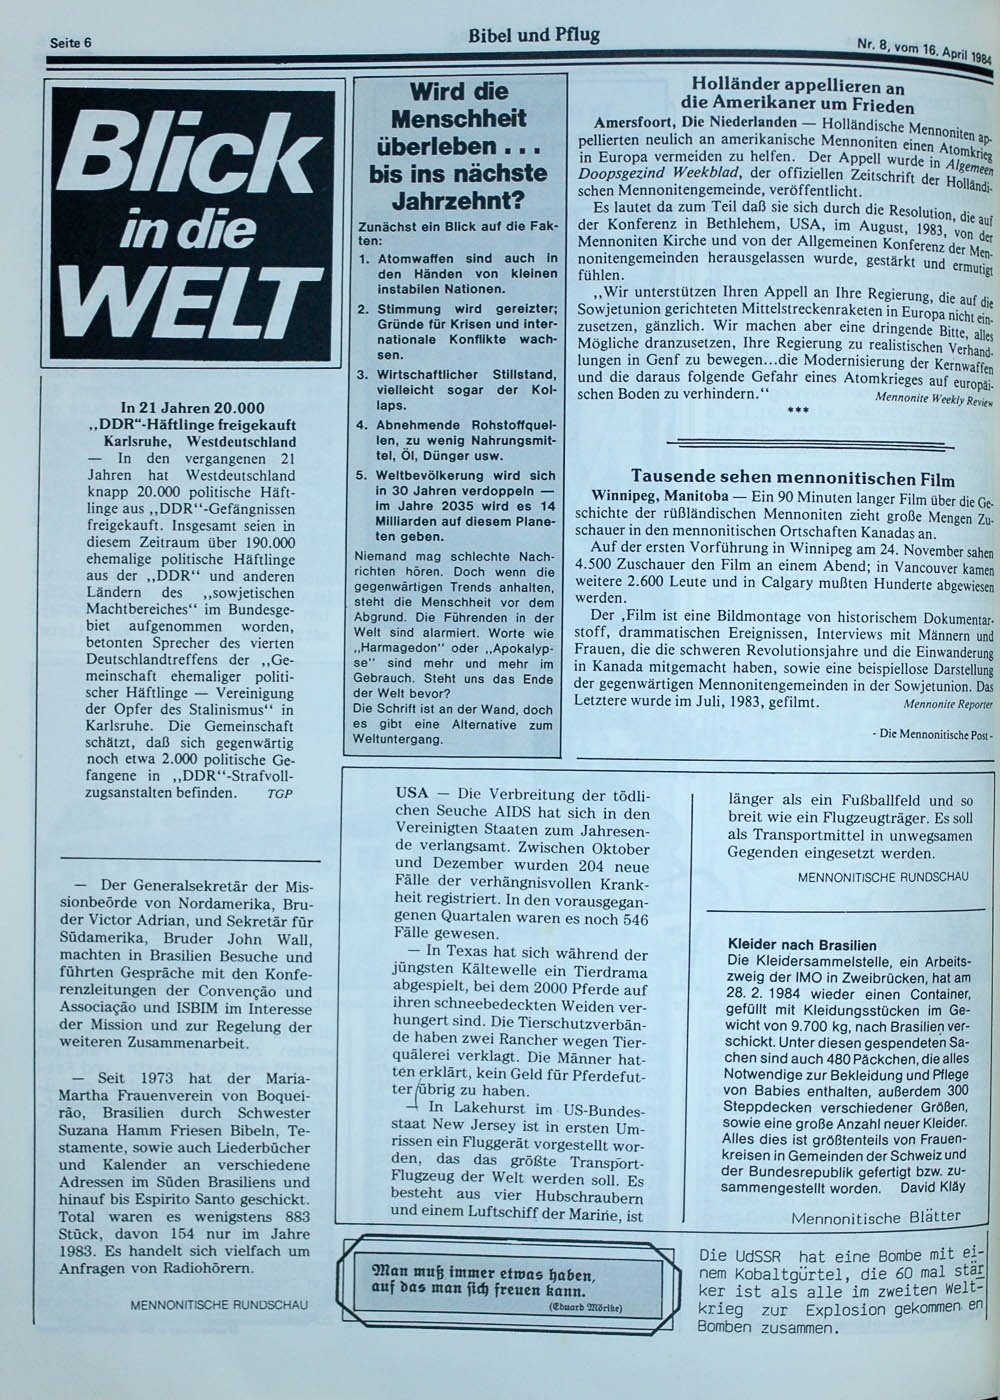 Seite 6
Bibel und Pflug
Nr. 8, vom 16. April 1984
Blick
in die
WELT
In 21 Jahren 20.000
„DDR“-Häftlinge freigekauft
Karlsruhe, Westdeutschland
— In den vergangenen 21
Jahren hat Westdeutschland
knapp 20.000 politische Häft-
linge aus „DDR“-Gefängnissen
freigekauft. Insgesamt seien in
diesem Zeitraum über 190.000
ehemalige politische Häftlinge
aus der „DDR“ und anderen
Ländern des „sowjetischen
Machtbereiches“ im Bundesge-
biet aufgenommen worden,
betonten Sprecher des vierten
Deutschlandtreffens der „Ge-
meinschaft ehemaliger politi-
scher Häftlinge — Vereinigung
der Opfer des Stalinismus“ in
Karlsruhe. Die Gemeinschaft
schätzt, daß sich gegenwärtig
noch etwa 2.000 politische Ge-
fangene in „DDR“-Strafvoll-
zugsanstalten befinden. TGP
— Der Generalsekretär der Mis-
sionbeörde von Nordamerika, Bru-
der Victor Adrian, und Sekretär für
Südamerika, Bruder John Wall,
machten in Brasilien Besuche und
führten Gespräche mit den Konfe-
renzleitungen der Convenção und
Associação und ISBIM im Interesse
der Mission und zur Regelung der
weiteren Zusammenarbeit.
— Seit 1973 hat der Maria-
Martha Frauenverein von Boquei-
rão, Brasilien durch Schwester
Suzana Hamm Friesen Bibeln, Te-
stamente, sowie auch Liederbücher
und Kalender an verschiedene
Adressen im Süden Brasiliens und
hinauf bis Espirito Santo geschickt.
Total waren es wenigstens 883
Stück, davon 154 nur im Jahre
1983. Es handelt sich vielfach um
Anfragen von Radiohörern.
MENNONITISCHE RUNDSCHAU
Wird die
Menschheit
überleben . . .
bis ins nächste
Jahrzehnt?
Zunächst ein Blick auf die Fak-
ten:
1. Atomwaffen sind auch in
den Händen von kleinen
instabilen Nationen.
2. Stimmung wird gereizter;
Gründe für Krisen und inter-
nationale Konflikte wach-
sen.
3. Wirtschaftlicher Stillstand,
vielleicht sogar der Kol-
laps.
4. Abnehmende Rohstoffquel-
len, zu wenig Nahrungsmit-
tel, Öl, Dünger usw.
5. Weltbevölkerung wird sich
in 30 Jahren verdoppeln —
im Jahre 2035 wird es 14
Milliarden auf diesem Plane-
ten geben.
Niemand mag schlechte Nach-
richten hören. Doch wenn die
gegenwärtigen Trends anhalten,
steht die Menschheit vor dem
Abgrund. Die Führenden in der
Welt sind alarmiert. Worte wie
„Harmagedon“ oder „Apokalyp-
se“ sind mehr und mehr im
Gebrauch. Steht uns das Ende
der Welt bevor?
Die Schrift ist an der Wand, doch
es gibt eine Alternative zum
Weltuntergang.
Holländer appellieren an
die Amerikaner um Frieden
Amersfoort, Die Niederlanden — Holländische Mennoniten ap-
pellierten neulich an amerikanische Mennoniten einen Atomkrieg
in Europa vermeiden zu helfen. Der Appell wurde in Algemeen
Doopsgezind Weekblad, der offiziellen Zeitschrift der Holländi-
schen Mennonitengemeinde, veröffentlicht.
Es lautet da zum Teil daß sie sich durch die Resolution, die auf
der Konferenz in Bethlehem, USA, im August, 1983, von der
Mennoniten Kirche und von der Allgemeinen Konferenz der Men-
nonitengemeinden herausgelassen wurde, gestärkt und ermutigt
fühlen.
„Wir unterstützen Ihren Appell an Ihre Regierung, die auf die
Sowjetunion gerichteten Mittelstreckenraketen in Europa nicht ein-
zusetzen, gänzlich. Wir machen aber eine dringende Bitte, alles
Mögliche dranzusetzen, Ihre Regierung zu realistischen Verhand-
lungen in Genf zu bewegen...die Modernisierung der Kernwaffen
und die daraus folgende Gefahr eines Atomkrieges auf europäi-
schen Boden zu verhindern.“ Mennonite Weekly Review
***
Tausende sehen mennonitischen Film
Winnipeg, Manitoba — Ein 90 Minuten langer Film über die Ge-
schichte der rüßländischen Mennoniten zieht große Mengen Zu-
schauer in den mennonitischen Ortschaften Kanadas an.
Auf der ersten Vorführung in Winnipeg am 24. November sahen
4.500 Zuschauer den Film an einem Abend; in Vancouver kamen
weitere 2.600 Leute und in Calgary mußten Hunderte abgewiesen
werden.
Der ‚Film ist eine Bildmontage von historischem Dokumentar-
stoff, dramatischen Ereignissen, Interviews mit Männern und
Frauen, die die schweren Revolutionsjahre und die Einwanderung
in Kanada mitgemacht haben, sowie eine beispiellose Darstellung
der gegenwärtigen Mennonitengemeinden in der Sowjetunion. Das
Letztere wurde im Juli, 1983, gefilmt. Mennonite Reporter
- Die Mennonitische Post -
USA — Die Verbreitung der tödli-
chen Seuche AIDS hat sich in den
Vereinigten Staaten zum Jahresen-
de verlangsamt. Zwischen Oktober
und Dezember wurden 204 neue
Fälle der verhängnisvollen Krank-
heit registriert. In den vorausgegan-
genen Quartalen waren es noch 546
Fälle gewesen.
— In Texas hat sich während der
jüngsten Kältewelle ein Tierdrama
abgespielt, bei dem 2000 Pferde auf
ihren schneebedeckten Weiden ver-
hungert sind. Die Tierschutzverbän-
de haben zwei Rancher wegen Tier-
quälerei verklagt. Die Männer hat-
ten erklärt, kein Geld für Pferdefut-
ter übrig zu haben.
— In Lakehurst im US-Bundes-
staat New Jersey ist in ersten Um-
rissen ein Fluggerät vorgestellt wor-
den, das das größte Transport-
Flugzeug der Welt werden soll. Es
besteht aus vier Hubschraubern
und einem Luftschiff der Marine, ist
länger als ein Fußballfeld und so
breit wie ein Flugzeugträger. Es soll
als Transportmittel in unwegsamen
Gegenden eingesetzt werden.
MENNONITISCHE RUNDSCHAU
Kleider nach Brasilien
Die Kleidersammelstelle, ein Arbeits-
zweig der IMO in Zweibrücken, hat am
28. 2. 1984 wieder einen Container,
gefüllt mit Kleidungsstücken im Ge-
wicht von 9.700 kg, nach Brasilien ver-
schickt. Unter diesen gespendeten Sa-
chen sind auch 480 Päckchen, die alles
Notwendige zur Bekleidung und Pflege
von Babies enthalten, außerdem 300
Steppdecken verschiedener Größen,
sowie eine große Anzahl neuer Kleider.
Alles dies ist größtenteils von Frauen-
kreisen in Gemeinden der Schweiz und
der Bundesrepublik gefertigt bzw. zu-
sammengestellt worden. David Kläy
Mennonitische Blätter
Man muß immer etwas haben,
auf das man sich freuen kann.
(Eduard Mörike)
Die UdSSR hat eine Bombe mit ei-
nem Kobaltgürtel, die 60 mal stär
ker ist als alle im zweiten Welt-
krieg zur Explosion gekommen en
Bomben zusammen.